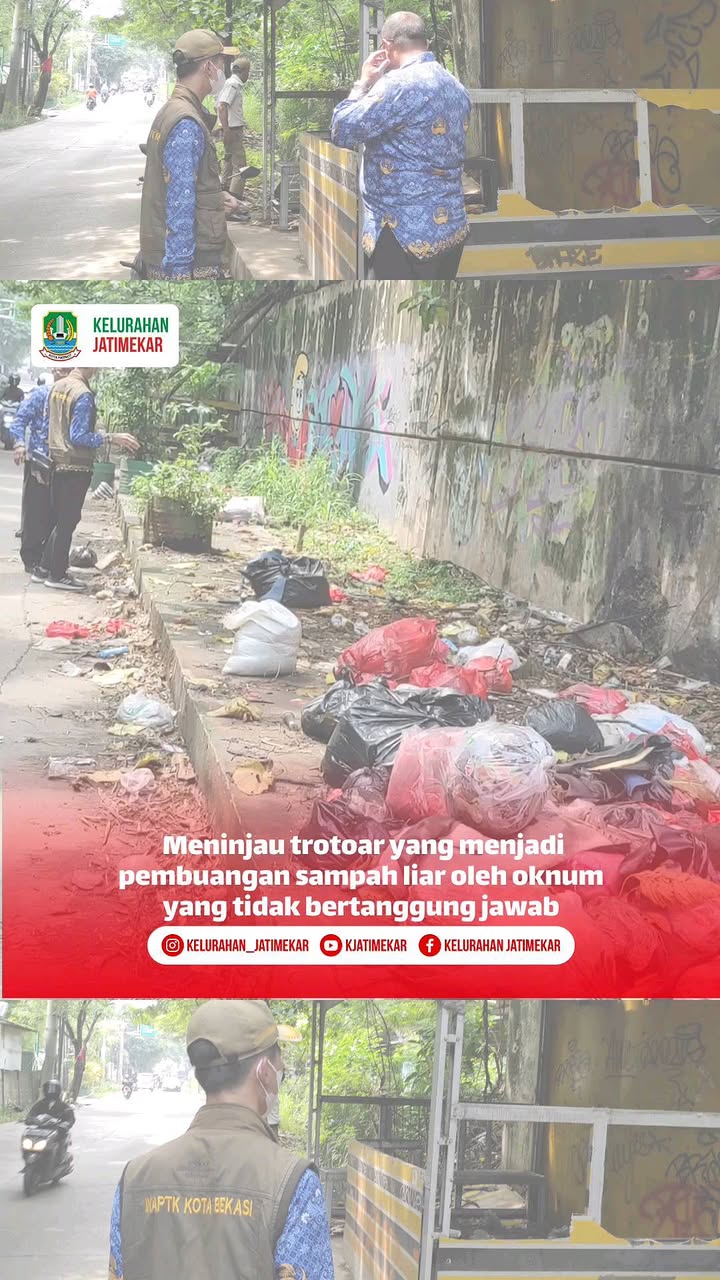 KELURAHAN
JATIMEKAR
Meninjau trotoar yang menjadi
pembuangan sampah liar oleh oknum
yang tidak bertanggung jawab
KELURAHAN_JATIMEKAR KJATIMEKAR KELURAHAN JATIMEKAR
KOTA BEKASI